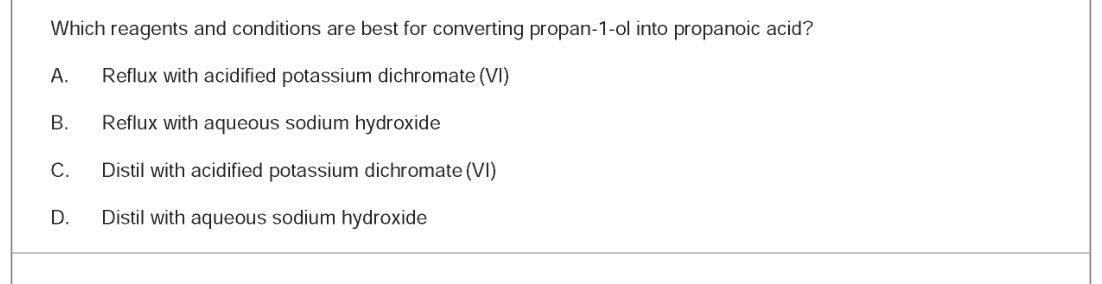 Which reagents and conditions are best for converting propan-1-ol into propanoic acid?
A. Reflux with acidified potassium dichromate (VI)
B. Reflux with aqueous sodium hydroxide
C. Distil with acidified potassium dichromate (VI)
D. Distil with aqueous sodium hydroxide